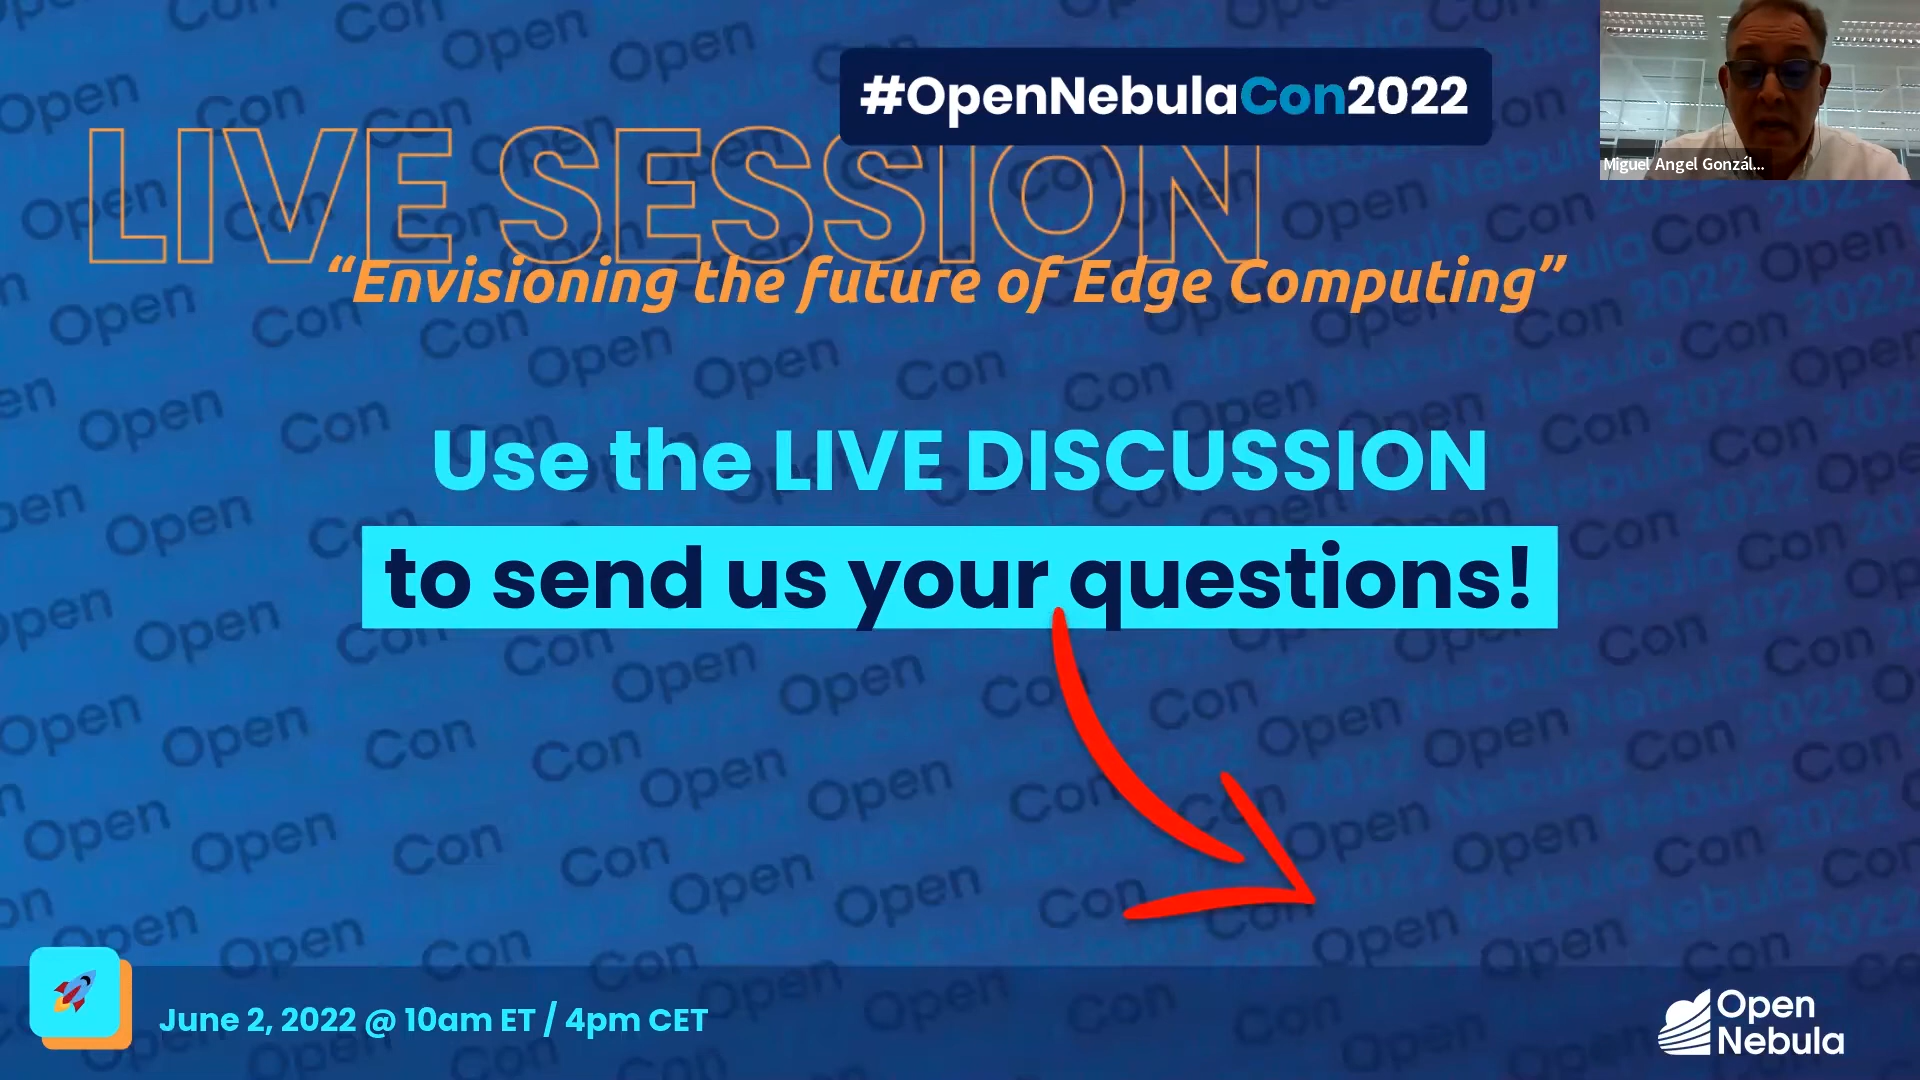 #OpenNebulaCon2022
LIVE SESSION
“Envisioning the future of Edge Computing”
Use the LIVE DISCUSSION
to send us your questions!
Miguel Angel Gonzál...
June 2, 2022 @ 10am ET / 4pm CET
Open
Nebula